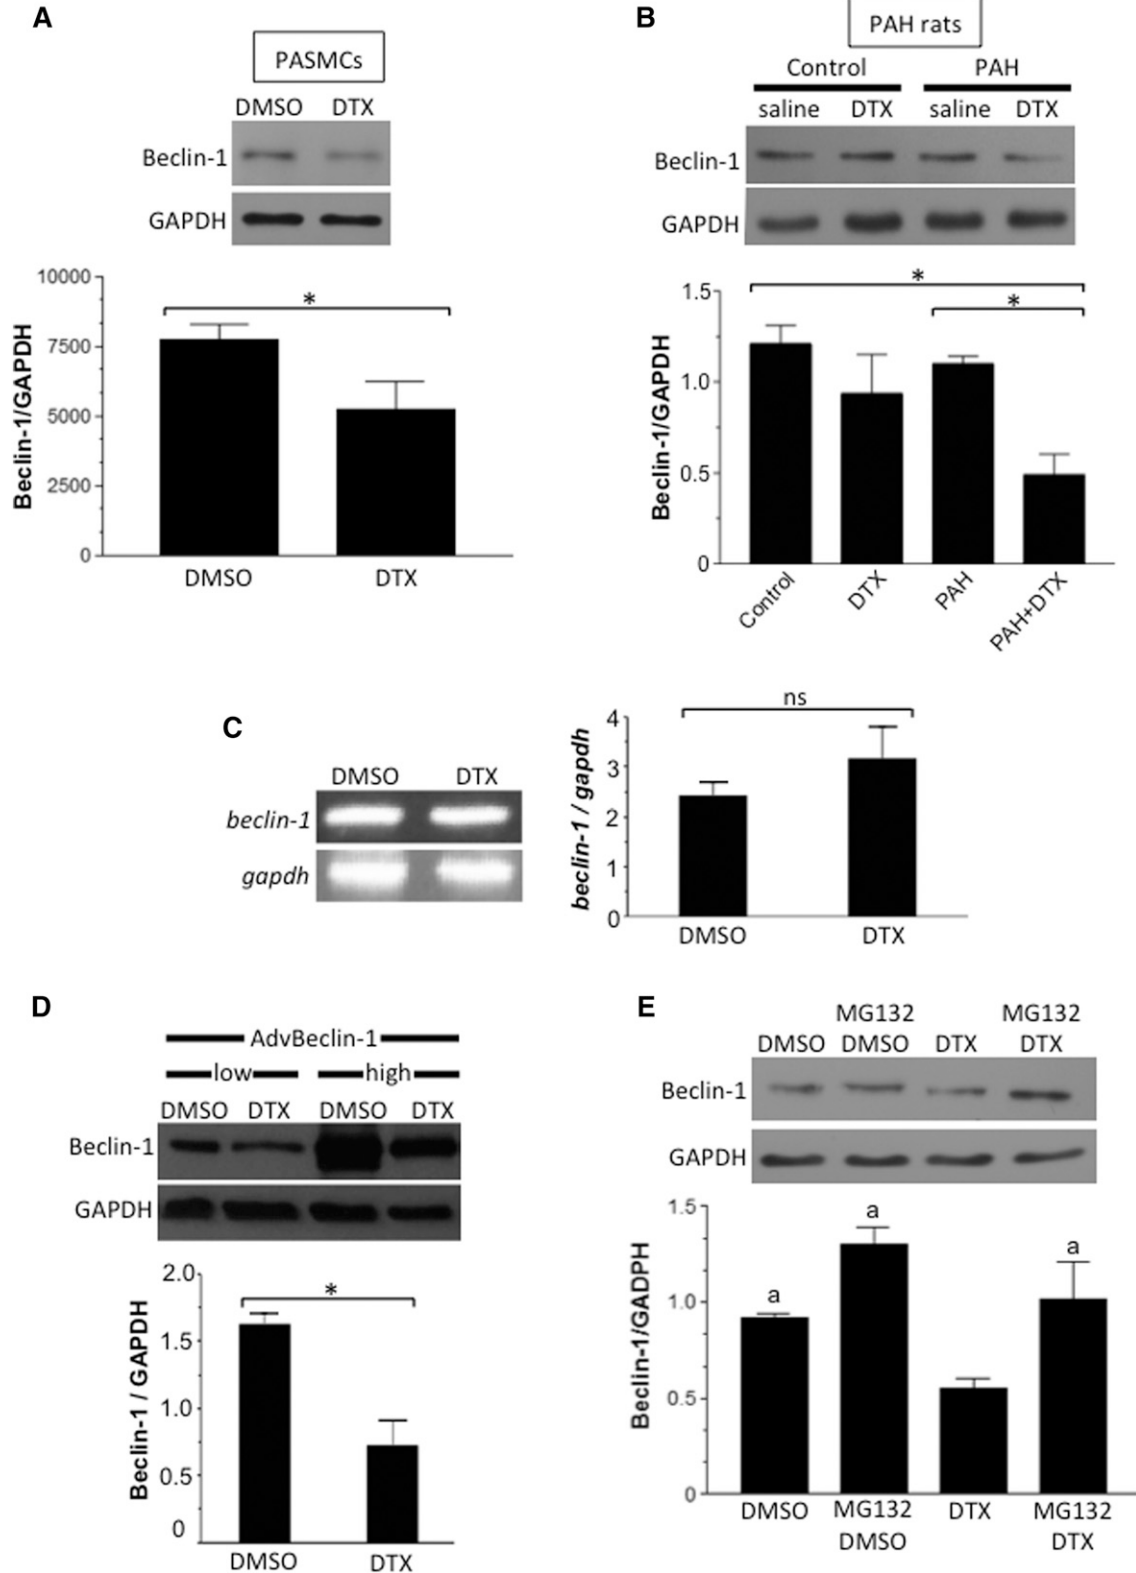 A
PASMCs
DMSO DTX
Beclin-1
GAPDH
10000
7500
5000
2500
0
Beclin-1/GAPDH
*
DMSO DTX
B
PAH rats
Control PAH
saline DTX saline DTX
Beclin-1
GAPDH
1.5
1.0
0.5
0
Beclin-1/GAPDH
*
*
Control DTX PAH PAH+DTX
C
DMSO DTX
beclin-1
gapdh
4
3
2
1
0
beclin-1 / gapdh
ns
DMSO DTX
D
AdvBeclin-1
low high
DMSO DTX DMSO DTX
Beclin-1
GAPDH
2.0
1.5
1.0
0.5
0
Beclin-1 / GAPDH
*
DMSO DTX
E
MG132 MG132
DMSO DMSO DTX DTX
Beclin-1
GAPDH
1.5
1.0
0.5
0
Beclin-1/GADPH
a
a
a
DMSO MG132 DTX MG132
DMSO DTX